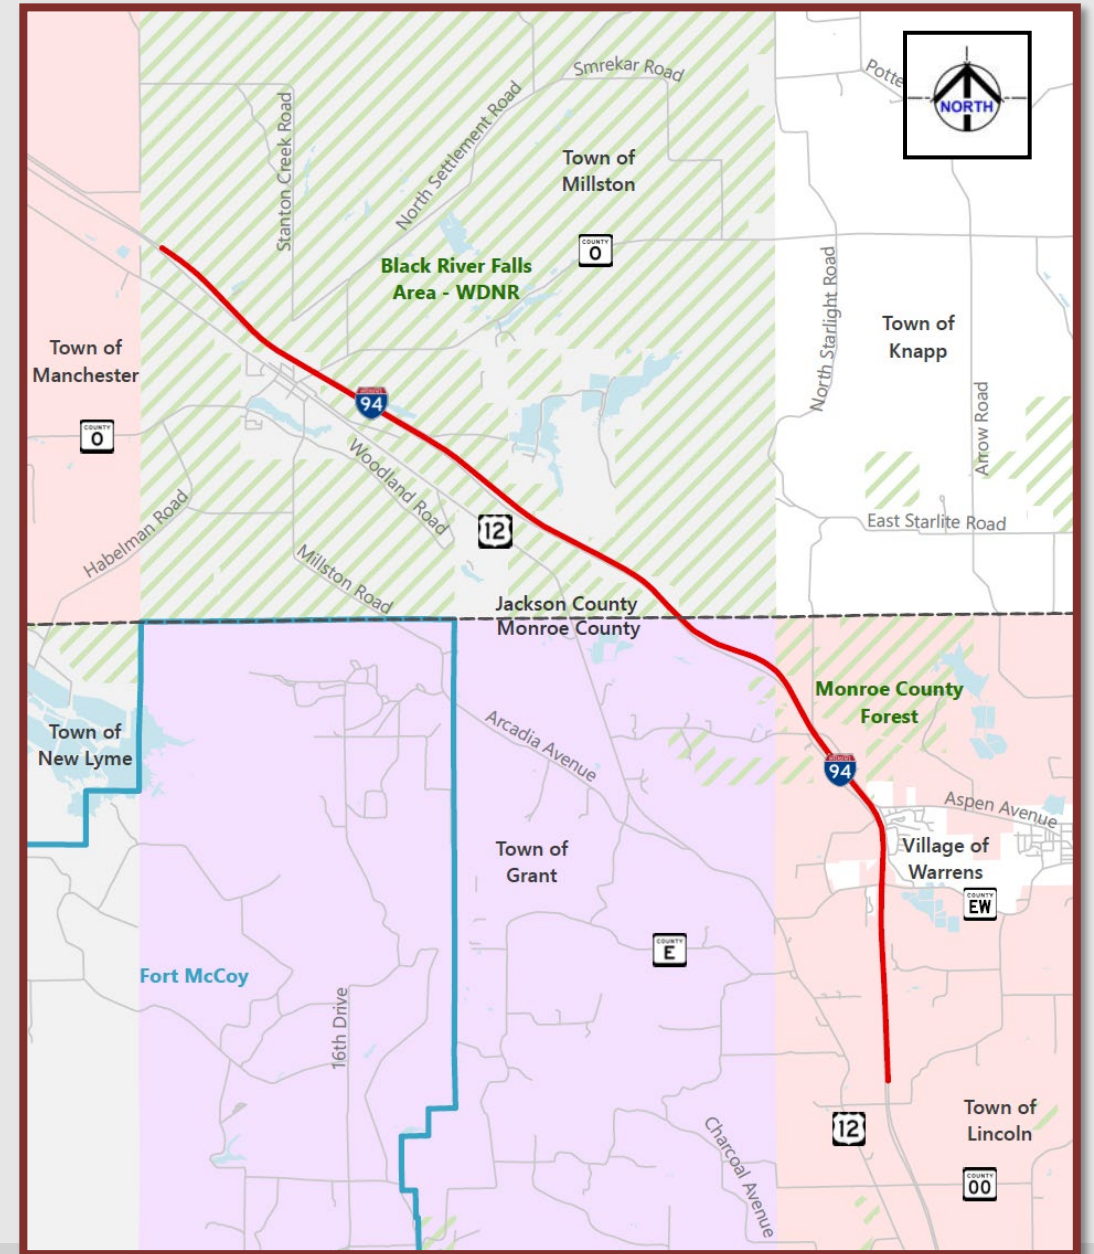 Smrekar Road
Potte
NORTH
Stanton Creek Road
North Settlement Road
Town of
Millston
COUNTY
O
Black River Falls
Area - WDNR
North Starlight Road
Town of
Knapp
Town of
Manchester
INTERSTATE
94
COUNTY
O
Arrow Road
Woodland Road
Habelman Road
12
East Starlite Road
Millston Road
Jackson County
Monroe County
Monroe County
Forest
Town of
New Lyme
Arcadia Avenue
INTERSTATE
94
Aspen Avenue
Town of
Grant
Village of
Warrens
COUNTY
EW
COUNTY
E
Fort McCoy
16th Drive
Charcoal Avenue
Town of
Lincoln
12
COUNTY
OO